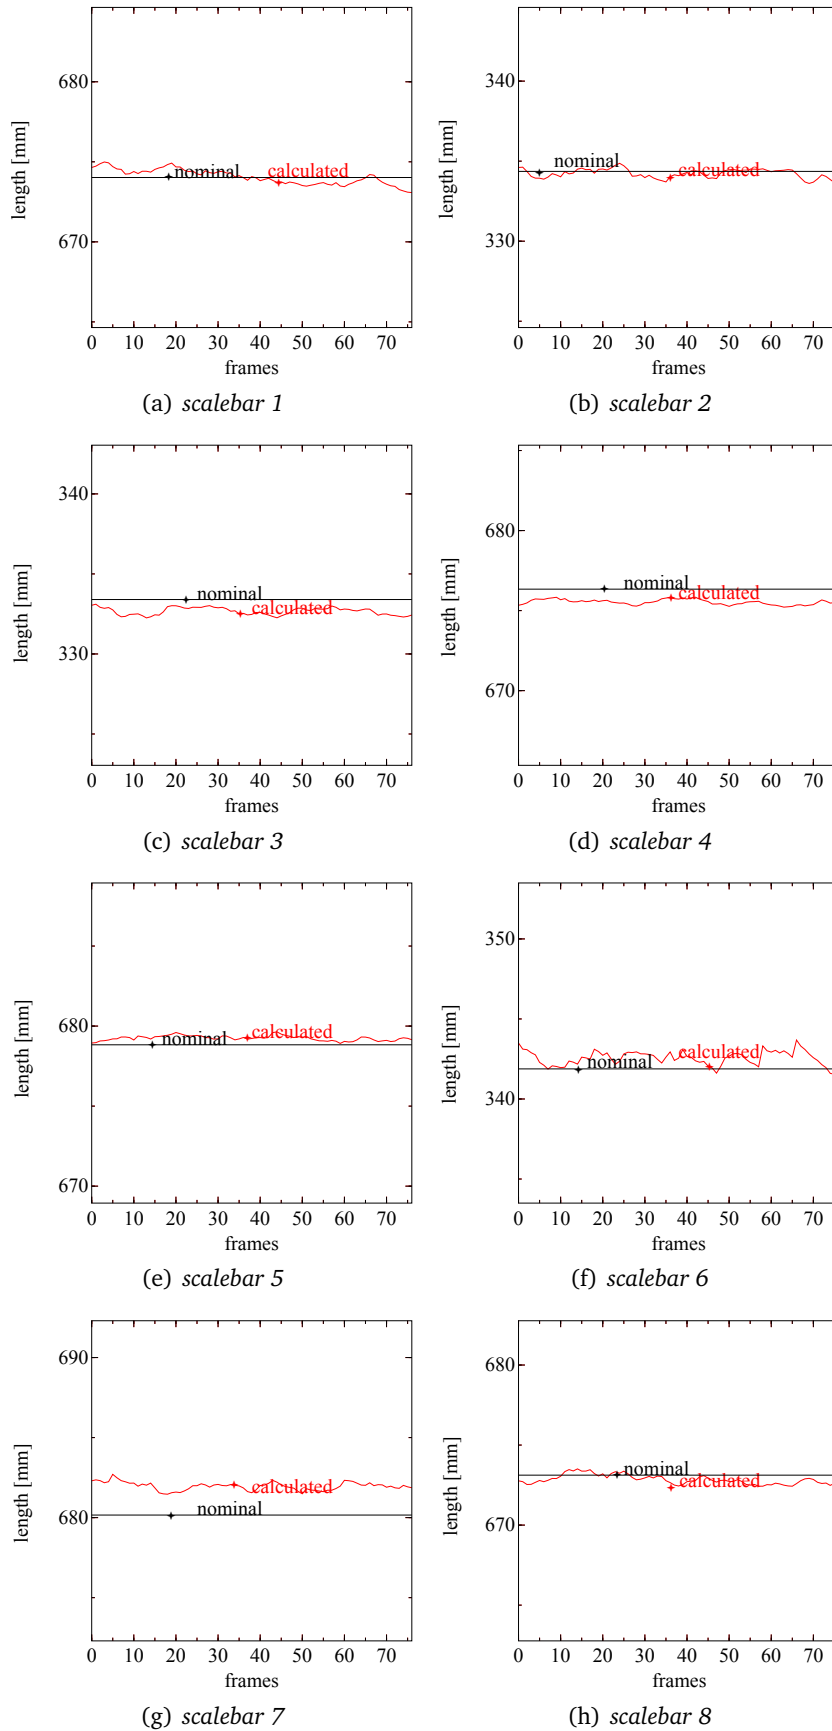 680
670
length [mm]
nominal
calculated
0 10 20 30 40 50 60 70
frames
(a) scalebar 1
340
330
length [mm]
nominal
calculated
0 10 20 30 40 50 60 70
frames
(b) scalebar 2
340
330
length [mm]
nominal
calculated
0 10 20 30 40 50 60 70
frames
(c) scalebar 3
680
670
length [mm]
nominal
calculated
0 10 20 30 40 50 60 70
frames
(d) scalebar 4
680
670
length [mm]
nominal
calculated
0 10 20 30 40 50 60 70
frames
(e) scalebar 5
350
340
length [mm]
calculated
nominal
0 10 20 30 40 50 60 70
frames
(f) scalebar 6
690
680
length [mm]
calculated
nominal
0 10 20 30 40 50 60 70
frames
(g) scalebar 7
680
670
length [mm]
nominal
calculated
0 10 20 30 40 50 60 70
frames
(h) scalebar 8